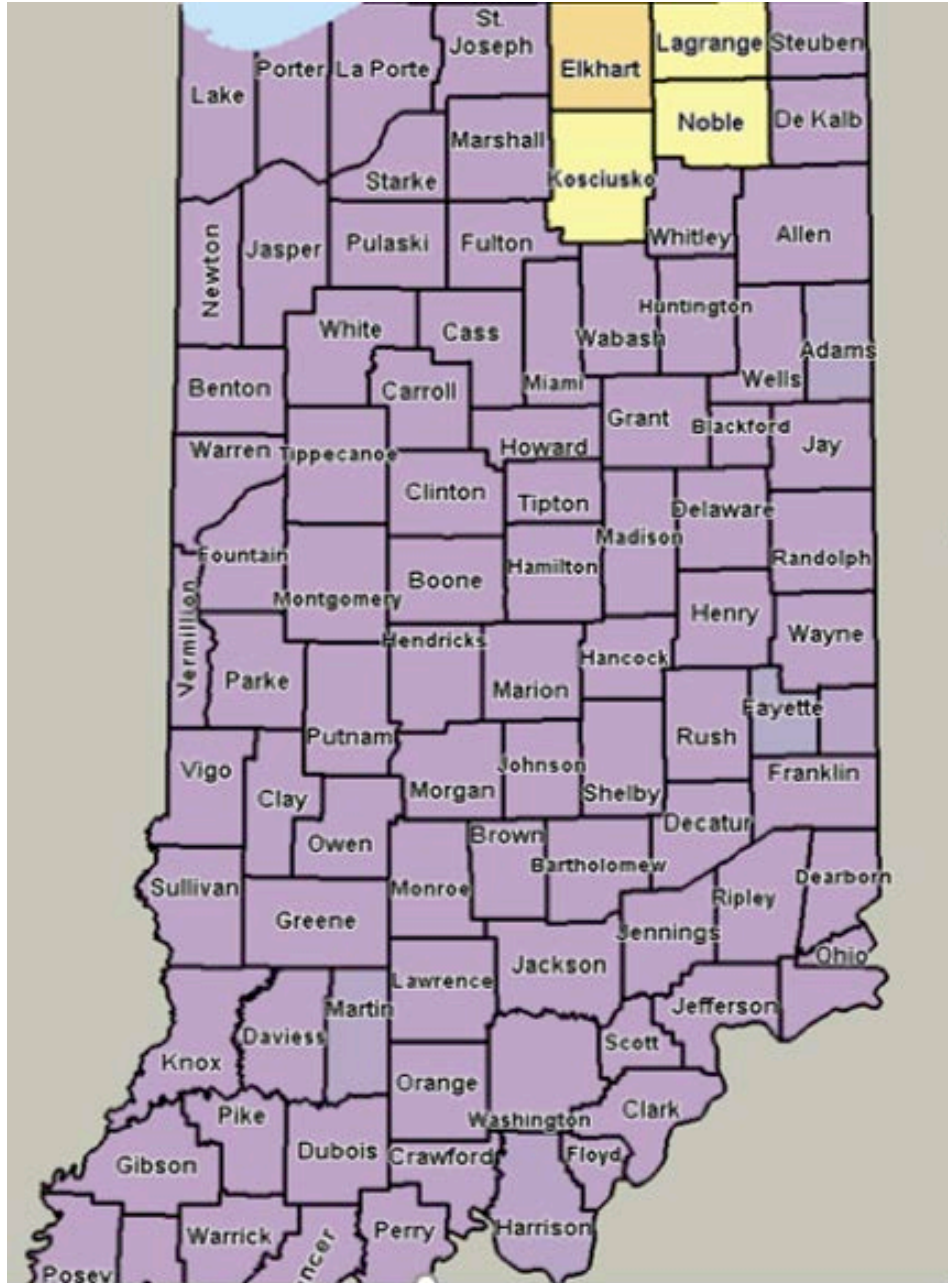 St.
Joseph
Elkhart
Lagrange
Steuben
Lake
Porter
La Porte
Marshall
Noble
De Kalb
Starke
Kosciusko
Newton
Jasper
Pulaski
Fulton
Whitley
Allen
White
Cass
Miami
Wabash
Huntington
Wells
Adams
Benton
Carroll
Grant
Blackford
Jay
Warren
Tippecanoe
Howard
Clinton
Tipton
Madison
Delaware
Randolph
Fountain
Vermillion
Montgomery
Boone
Hamilton
Henry
Wayne
Parke
Hendricks
Marion
Hancock
Putnam
Rush
Fayette
Vigo
Clay
Morgan
Johnson
Shelby
Franklin
Owen
Brown
Bartholomew
Decatur
Sullivan
Greene
Monroe
Jennings
Ripley
Dearborn
Ohio
Lawrence
Jackson
Jefferson
Knox
Daviess
Martin
Scott
Orange
Washington
Clark
Pike
Gibson
Dubois
Crawford
Floyd
Harrison
Warrick
Perry
Posey
ncer